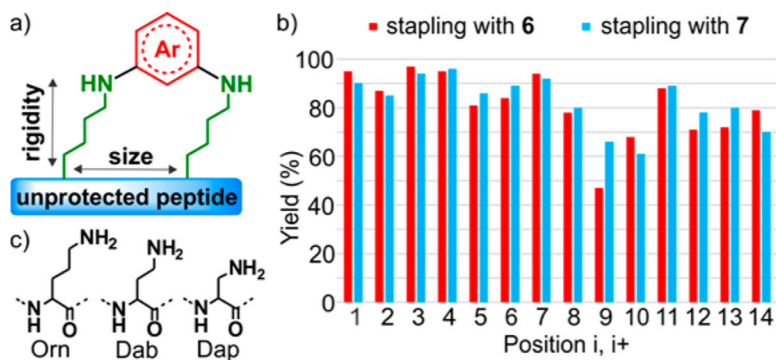 a)
Ar
HN
NH
rigidity
size
unprotected peptide
b)
stapling with 6
stapling with 7
Yield (%)
100
80
60
40
20
0
1 2 3 4 5 6 7 8 9 10 11 12 13 14
Position i, i+
c)
NH2
NH2
NH2
N
H
O
N
H
O
N
H
O
Orn
Dab
Dap